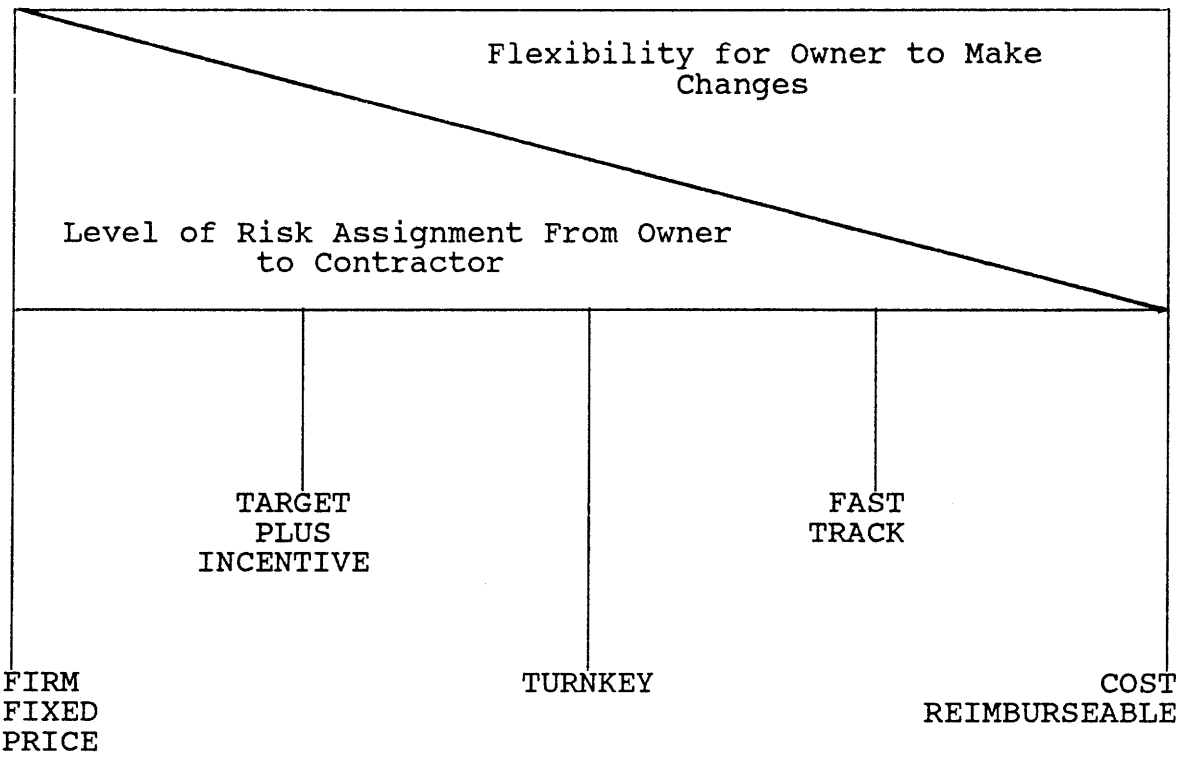 Flexibility for Owner to Make
Changes
Level of Risk Assignment From Owner
to Contractor
TARGET
PLUS
INCENTIVE
FAST
TRACK
FIRM
FIXED
PRICE
TURNKEY
COST
REIMBURSEABLE